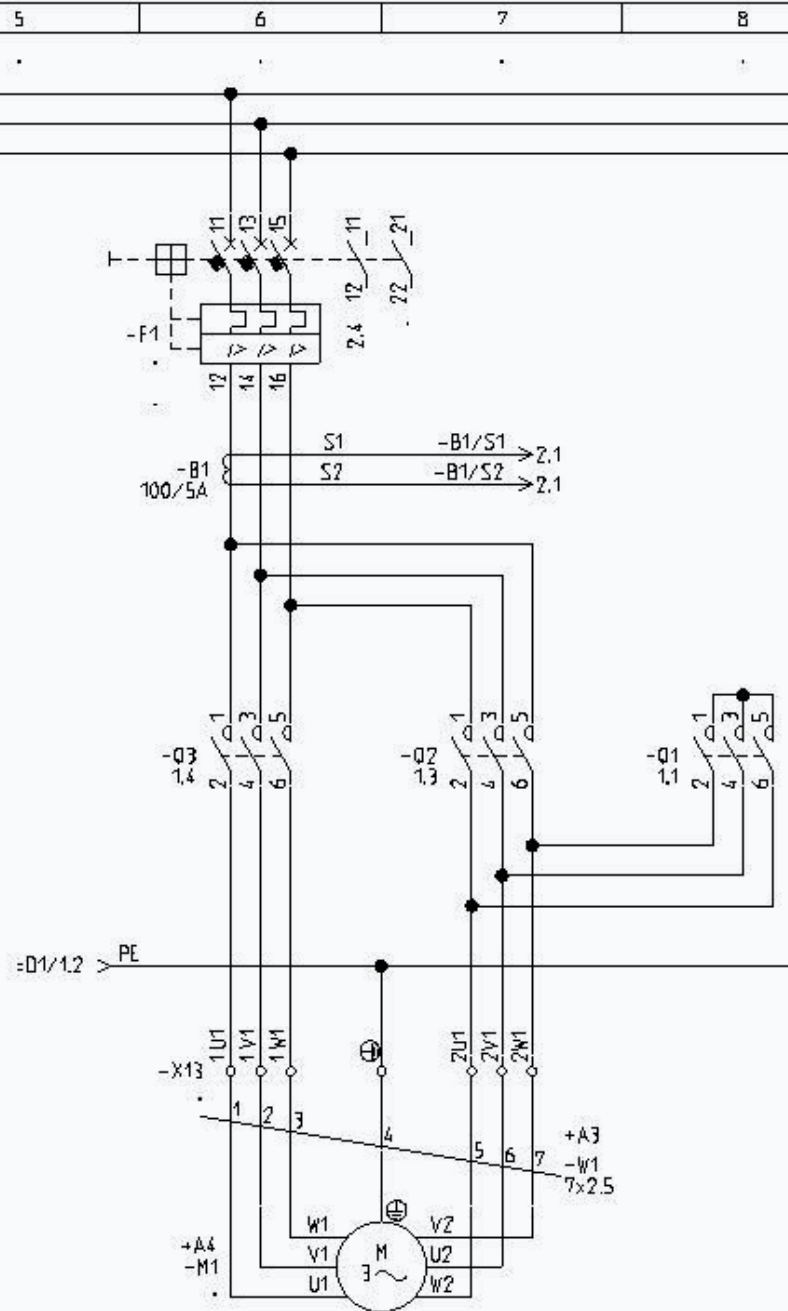 5 6 7 8
11 13 15 11 21
12 22
-F1 2.4
12 14 16
S1 -B1/S1 2.1
-B1 S2 -B1/S2 2.1
100/5A
1 3 5 1 3 5 1 3 5
-Q3 -Q2 -Q1
1.4 1.3 1.1
2 4 6 2 4 6 2 4 6
=D1/1.2 PE
1U1 1V1 1W1 2U1 2V1 2W1
-X13
1 2 3 4 5 6 7 +A3
-W1
7x2.5
W1 V2
+A4 V1 M U2
-M1 3
U1 W2